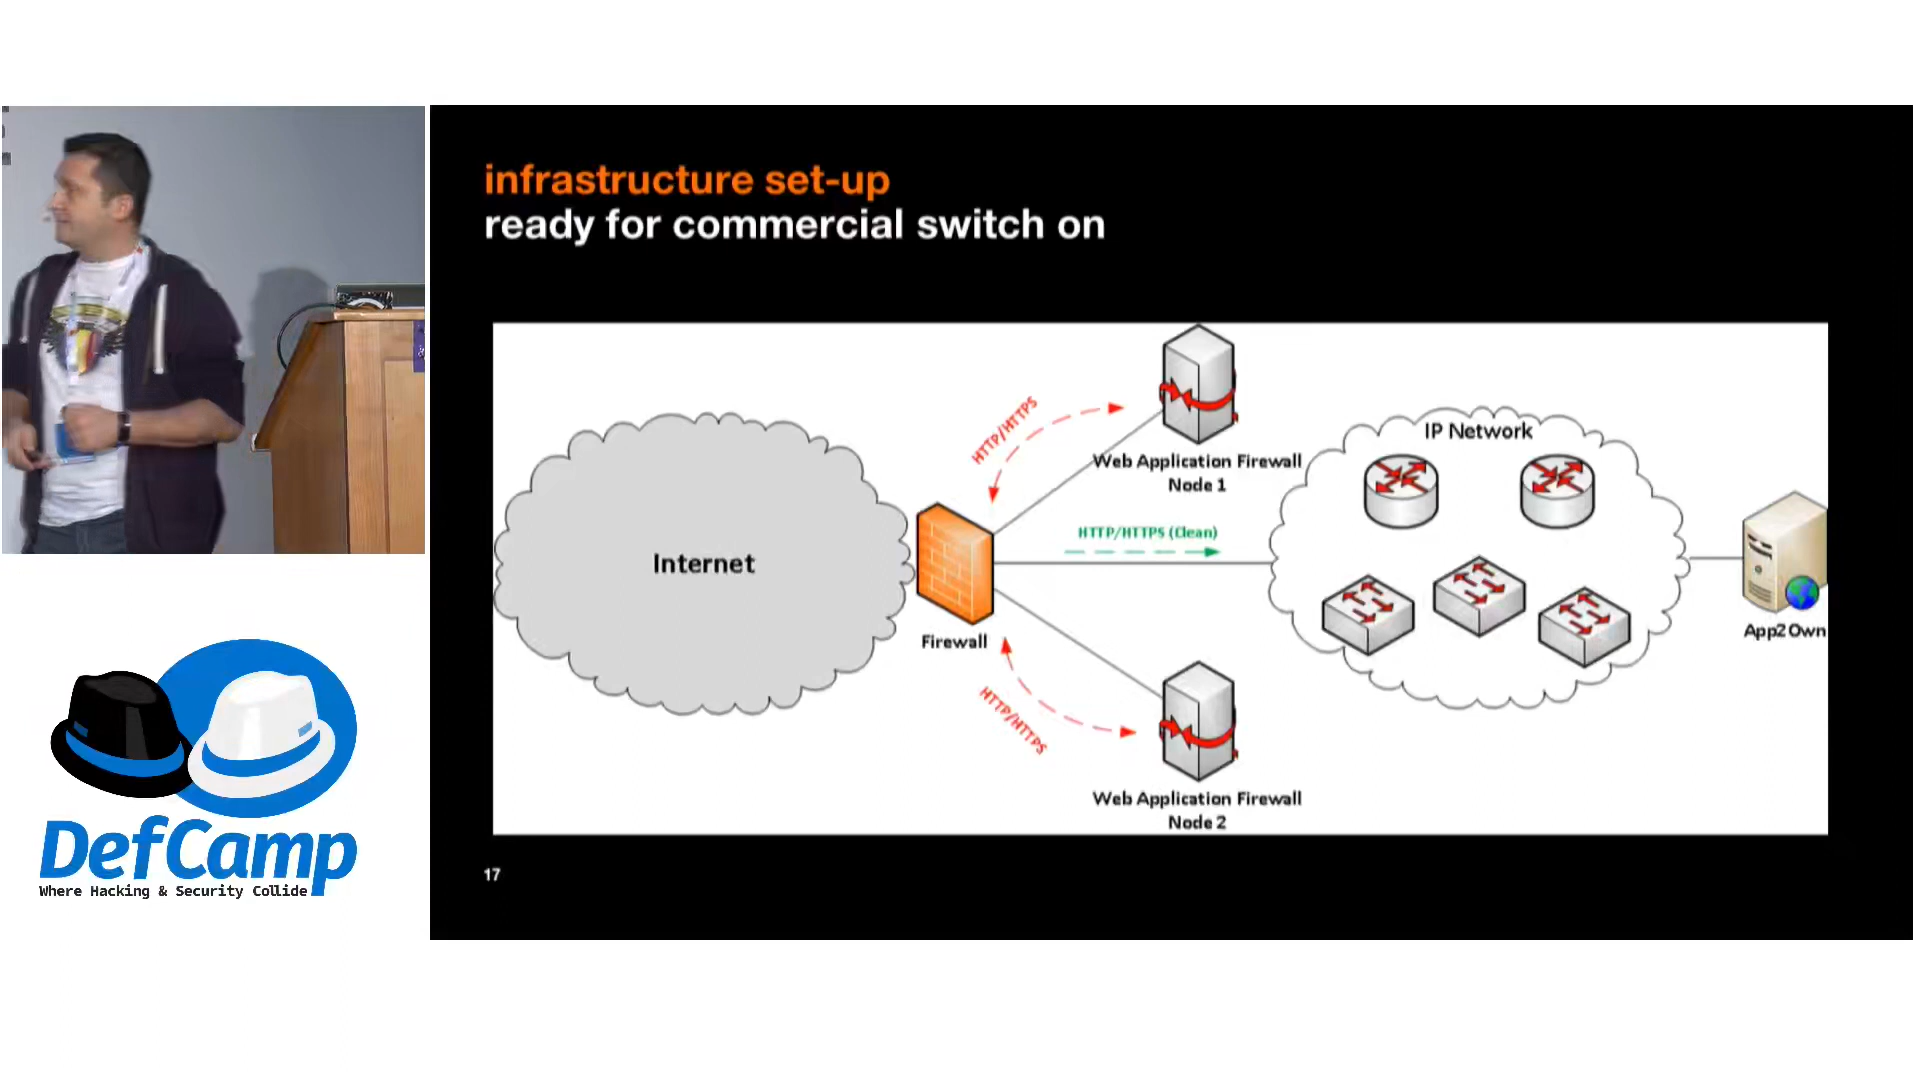 infrastructure set-up
ready for commercial switch on
HTTP/HTTPS
Web Application Firewall
Node 1
IP Network
HTTP/HTTPS (Clean)
Internet
Firewall
App2Own
HTTP/HTTPS
Web Application Firewall
Node 2
17
DefCamp
Where Hacking & Security Collide